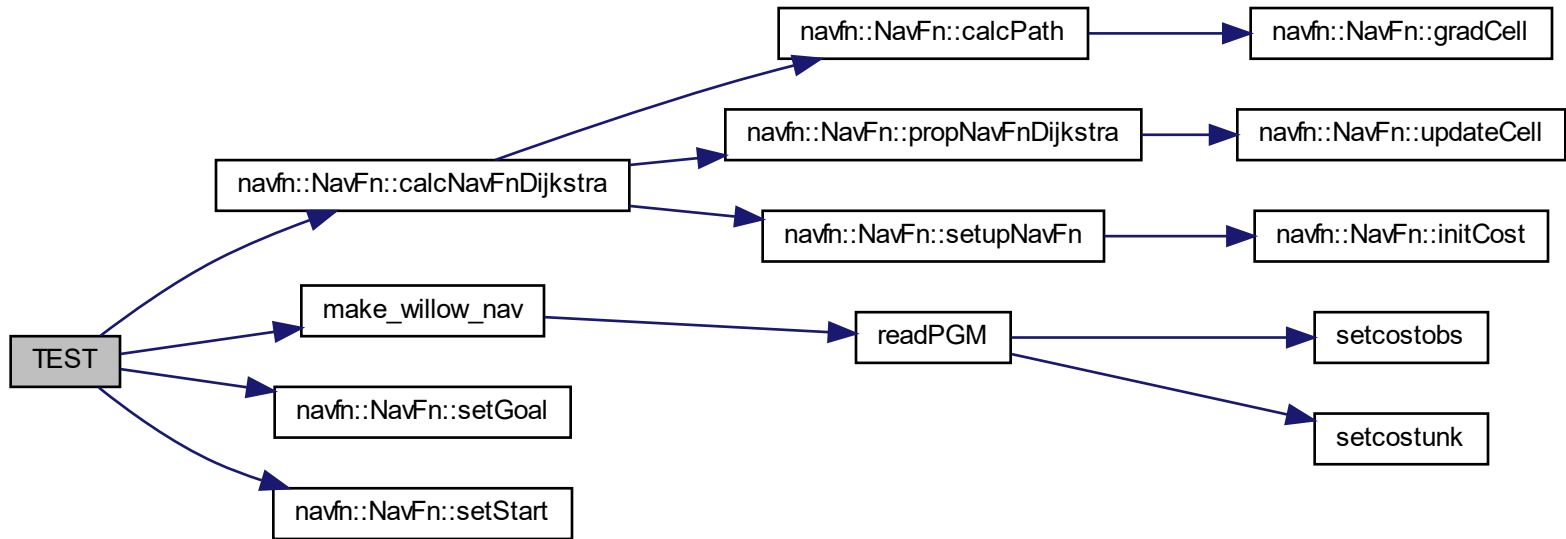 navfn::NavFn::calcPath
navfn::NavFn::gradCell
navfn::NavFn::propNavFnDijkstra
navfn::NavFn::updateCell
navfn::NavFn::calcNavFnDijkstra
navfn::NavFn::setupNavFn
navfn::NavFn::initCost
make_willow_nav
readPGM
setcostobs
TEST
navfn::NavFn::setGoal
setcostunk
navfn::NavFn::setStart